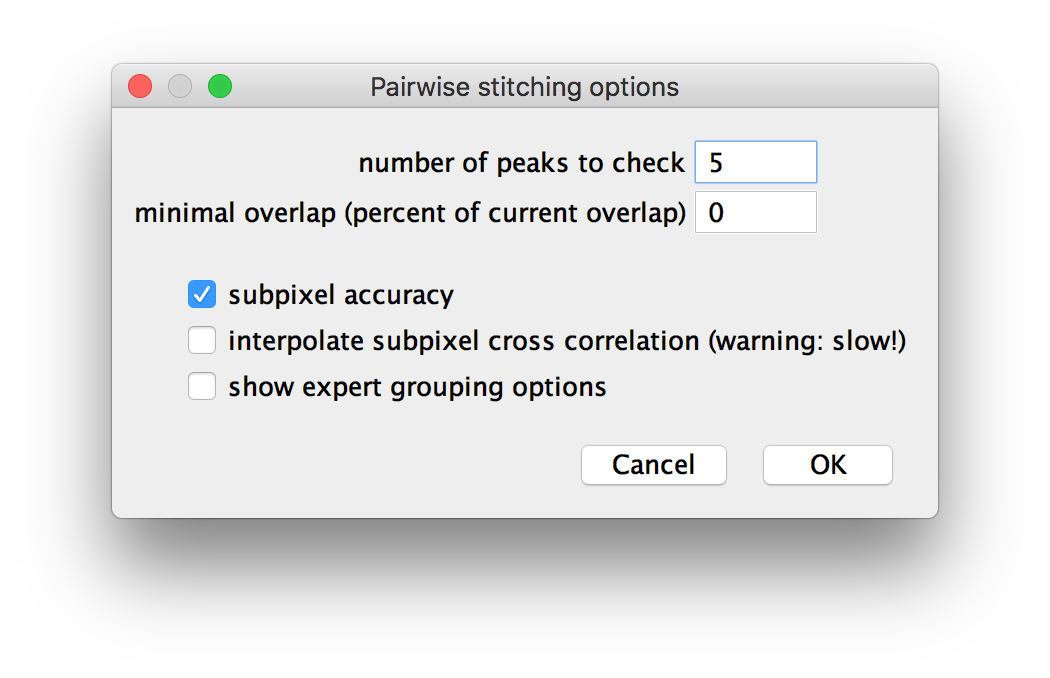 Pairwise stitching options
number of peaks to check 5
minimal overlap (percent of current overlap) 0
subpixel accuracy
interpolate subpixel cross correlation (warning: slow!)
show expert grouping options
Cancel OK